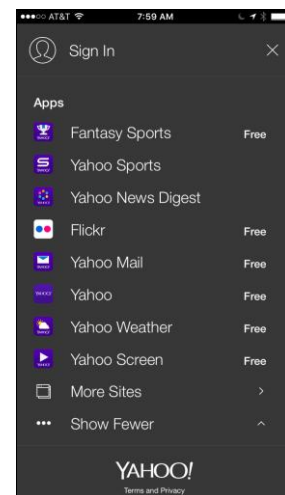 AT&T 7:59 AM
Sign In
Apps
Fantasy Sports Free
Yahoo Sports
Yahoo News Digest
Flickr Free
Yahoo Mail Free
Yahoo Free
Yahoo Weather Free
Yahoo Screen Free
More Sites
Show Fewer
YAHOO!
Terms and Privacy